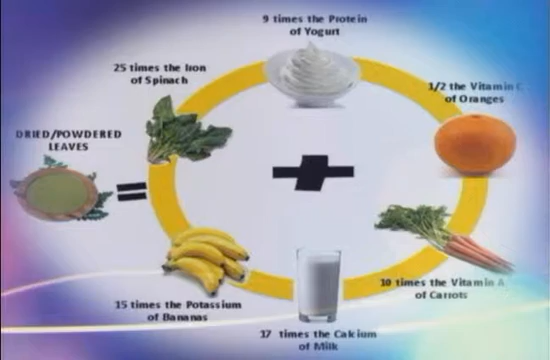 9 times the Protein
of Yogurt
25 times the Iron
of Spinach
1/2 the Vitamin C
of Oranges
DRIED/POWDERED
LEAVES
=
10 times the Vitamin A
of Carrots
15 times the Potassium
of Bananas
17 times the Calcium
of Milk